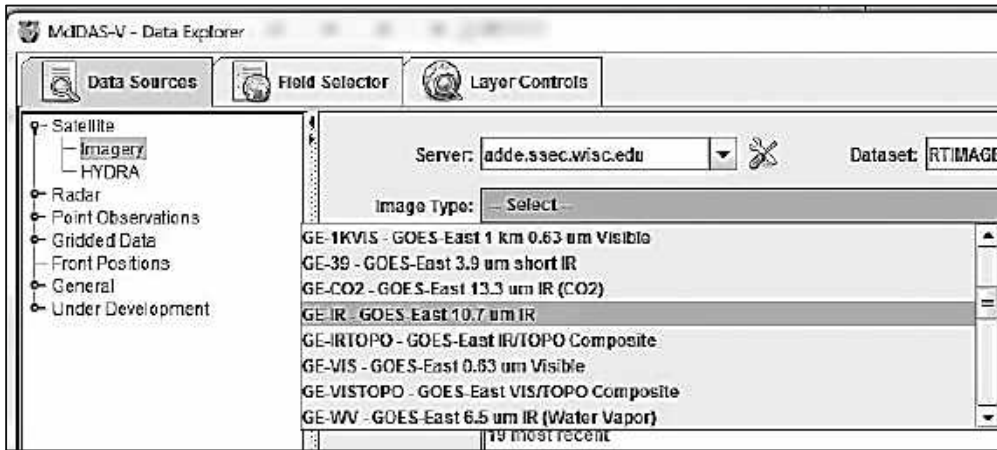 McIDAS-V - Data Explorer
Data Sources Field Selector Layer Controls
Satellite
Imagery
HYDRA
Radar
Point Observations
Gridded Data
Front Positions
General
Under Development
Server: adde.ssec.wisc.edu Dataset: RTIMAGE
Image Type: -- Select --
GE-1KVIS - GOES-East 1 km 0.63 um Visible
GE-39 - GOES-East 3.9 um short IR
GE-CO2 - GOES-East 13.3 um IR (CO2)
GE-IR - GOES-East 10.7 um IR
GE-IRTOPO - GOES-East IR/TOPO Composite
GE-VIS - GOES-East 0.63 um Visible
GE-VISTOPO - GOES-East VIS/TOPO Composite
GE-WV - GOES-East 6.5 um IR (Water Vapor)
19 most recent